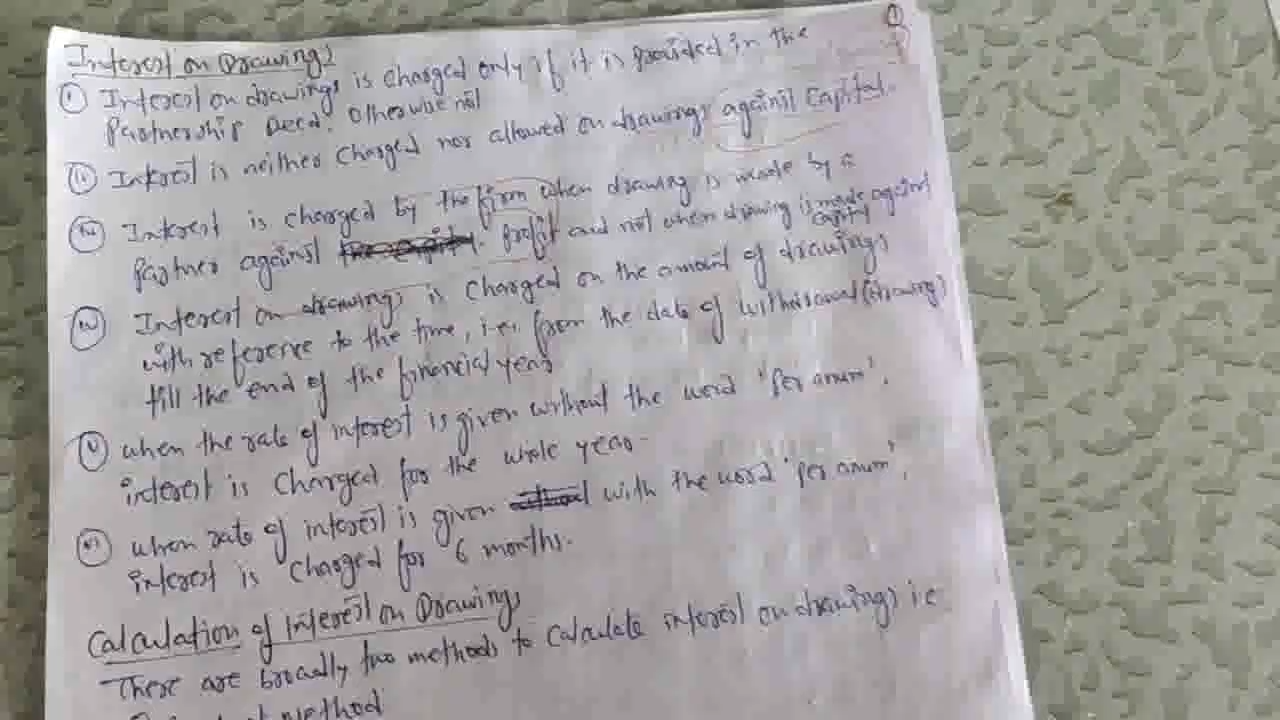 ①
Interest on Drawings
① Interest on drawings is charged only if it is provided in the
Partnership Deed. Otherwise not
(ii) Interest is neither Charged nor allowed on drawings against Capital.
(iii) Interest is charged by the firm when drawing is made by a
Partner against profit and not when drawing is made against
capital
(iv) Interest on drawings is charged on the amount of drawings
with reference to the time, i.e. from the date of withdrawal (drawing)
till the end of the financial year
(v) when the rate of interest is given without the word 'Per anum',
interest is Charged for the whole year.
(vi) when rate of interest is given with the word 'per anum',
interest is charged for 6 months.
Calculation of Interest on Drawings
There are broadly two methods to calculate interest on drawings i.e
method